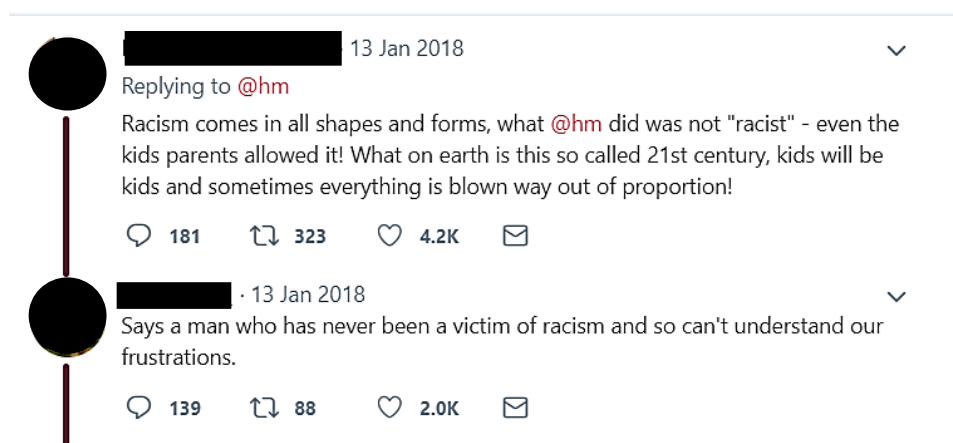 13 Jan 2018
Replying to @hm
Racism comes in all shapes and forms, what @hm did was not "racist" - even the
kids parents allowed it! What on earth is this so called 21st century, kids will be
kids and sometimes everything is blown way out of proportion!
181 323 4.2K
· 13 Jan 2018
Says a man who has never been a victim of racism and so can't understand our
frustrations.
139 88 2.0K